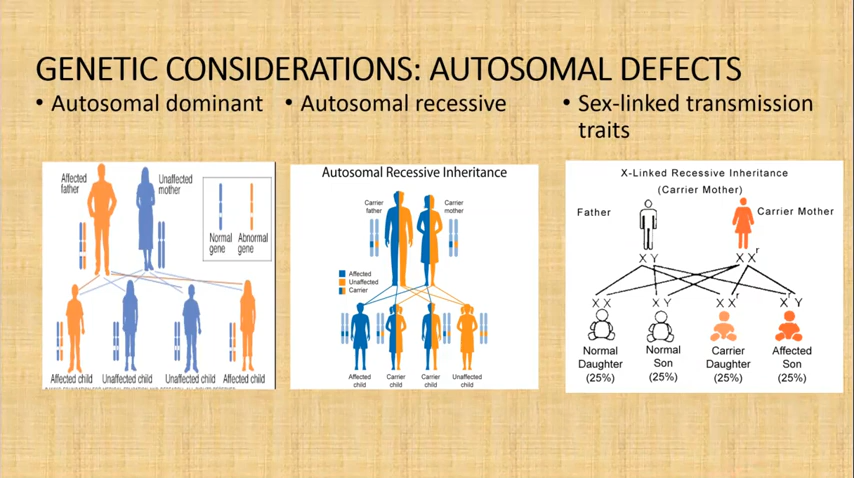 GENETIC CONSIDERATIONS: AUTOSOMAL DEFECTS
• Autosomal dominant
• Autosomal recessive
• Sex-linked transmission
traits
Affected
father
Unaffected
mother
Normal
gene
Abnormal
gene
Affected child
Unaffected child
Unaffected child
Affected child
Autosomal Recessive Inheritance
Carrier
father
Carrier
mother
Affected
Unaffected
Carrier
Affected
child
Carrier
child
Carrier
child
Unaffected
child
X-Linked Recessive Inheritance
(Carrier Mother)
Father
Carrier Mother
X Y
X Xʳ
X X
X Y
X Xʳ
Xʳ Y
Normal
Daughter
(25%)
Normal
Son
(25%)
Carrier
Daughter
(25%)
Affected
Son
(25%)